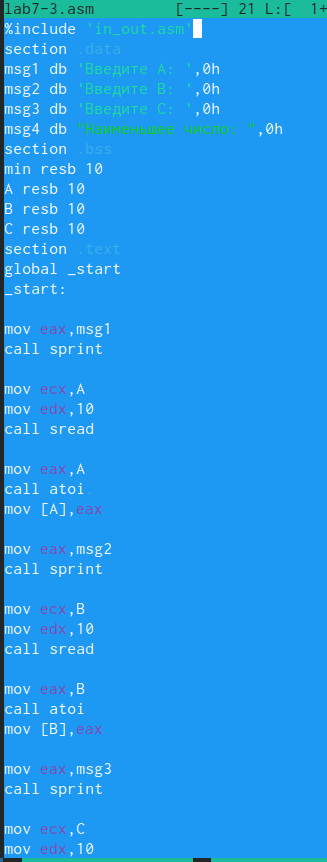 lab7-3.asm [----] 21 L:[ 1+
%include 'in_out.asm'
section .data
msg1 db 'Введите A: ',0h
msg2 db 'Введите B: ',0h
msg3 db 'Введите C: ',0h
msg4 db "Наименьшее число: ",0h
section .bss
min resb 10
A resb 10
B resb 10
C resb 10
section .text
global _start
_start:
mov eax,msg1
call sprint
mov ecx,A
mov edx,10
call sread
mov eax,A
call atoi
mov [A],eax
mov eax,msg2
call sprint
mov ecx,B
mov edx,10
call sread
mov eax,B
call atoi
mov [B],eax
mov eax,msg3
call sprint
mov ecx,C
mov edx,10